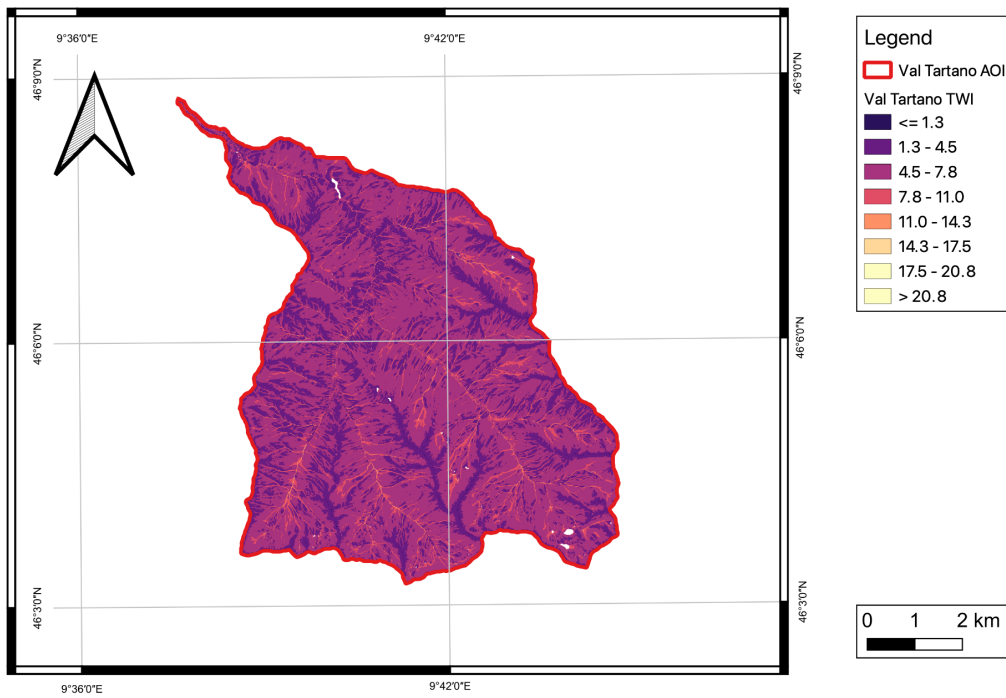 9°36'0"E
9°42'0"E
46°9'0"N
46°9'0"N
46°6'0"N
46°6'0"N
46°3'0"N
46°3'0"N
9°36'0"E
9°42'0"E
Legend
Val Tartano AOI
Val Tartano TWI
<= 1.3
1.3 - 4.5
4.5 - 7.8
7.8 - 11.0
11.0 - 14.3
14.3 - 17.5
17.5 - 20.8
> 20.8
0 1 2 km